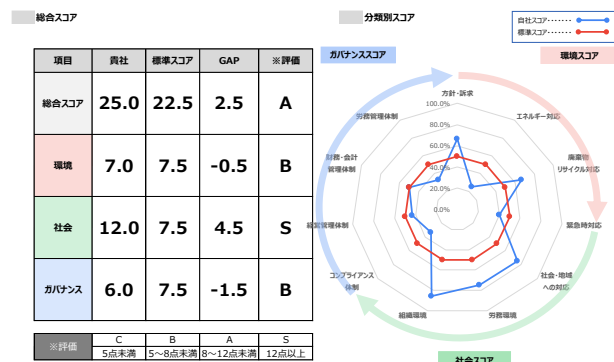 総合スコア
分類別スコア
自社スコア
標準スコア
ガバナンススコア
環境スコア
項目 貴社 標準スコア GAP ※評価
総合スコア 25.0 22.5 2.5 A
環境 7.0 7.5 -0.5 B
社会 12.0 7.5 4.5 S
ガバナンス 6.0 7.5 -1.5 B
※評価
C B A S
5点未満 5~8点未満 8~12点未満 12点以上
方針・訴求
エネルギー対応
廃棄物
リサイクル対応
緊急時対応
社会・地域
への対応
労務環境
組織環境
コンプライアンス
体制
経営管理体制
財務・会計
管理体制
労務管理体制
100.0%
80.0%
60.0%
40.0%
20.0%
0.0%
社会スコア